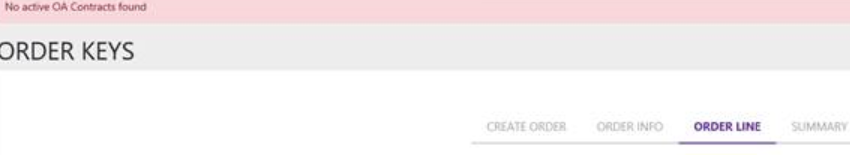 No active OA Contracts found
ORDER KEYS
CREATE ORDER ORDER INFO ORDER LINE SUMMARY